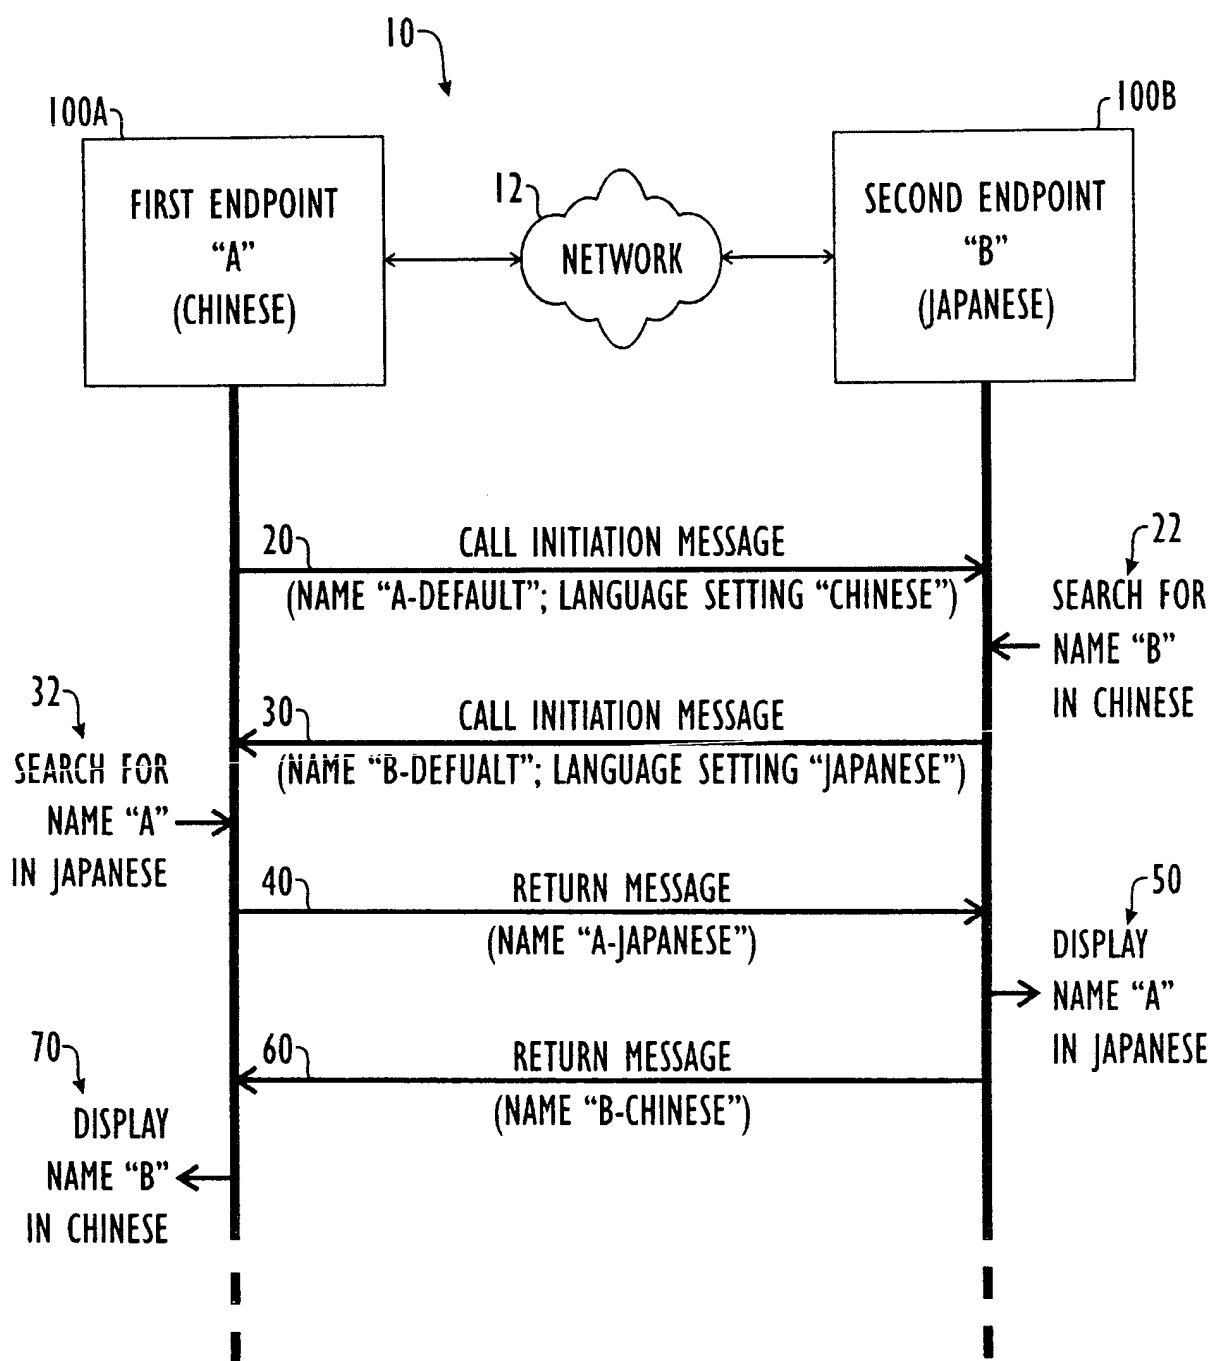 10
100A
100B
FIRST ENDPOINT
“A”
(CHINESE)
12
NETWORK
SECOND ENDPOINT
“B”
(JAPANESE)
20
CALL INITIATION MESSAGE
(NAME “A-DEFAULT”; LANGUAGE SETTING “CHINESE”)
22
SEARCH FOR
NAME “B”
IN CHINESE
30
CALL INITIATION MESSAGE
(NAME “B-DEFUALT”; LANGUAGE SETTING “JAPANESE”)
32
SEARCH FOR
NAME “A”
IN JAPANESE
40
RETURN MESSAGE
(NAME “A-JAPANESE”)
50
DISPLAY
NAME “A”
IN JAPANESE
60
RETURN MESSAGE
(NAME “B-CHINESE”)
70
DISPLAY
NAME “B”
IN CHINESE